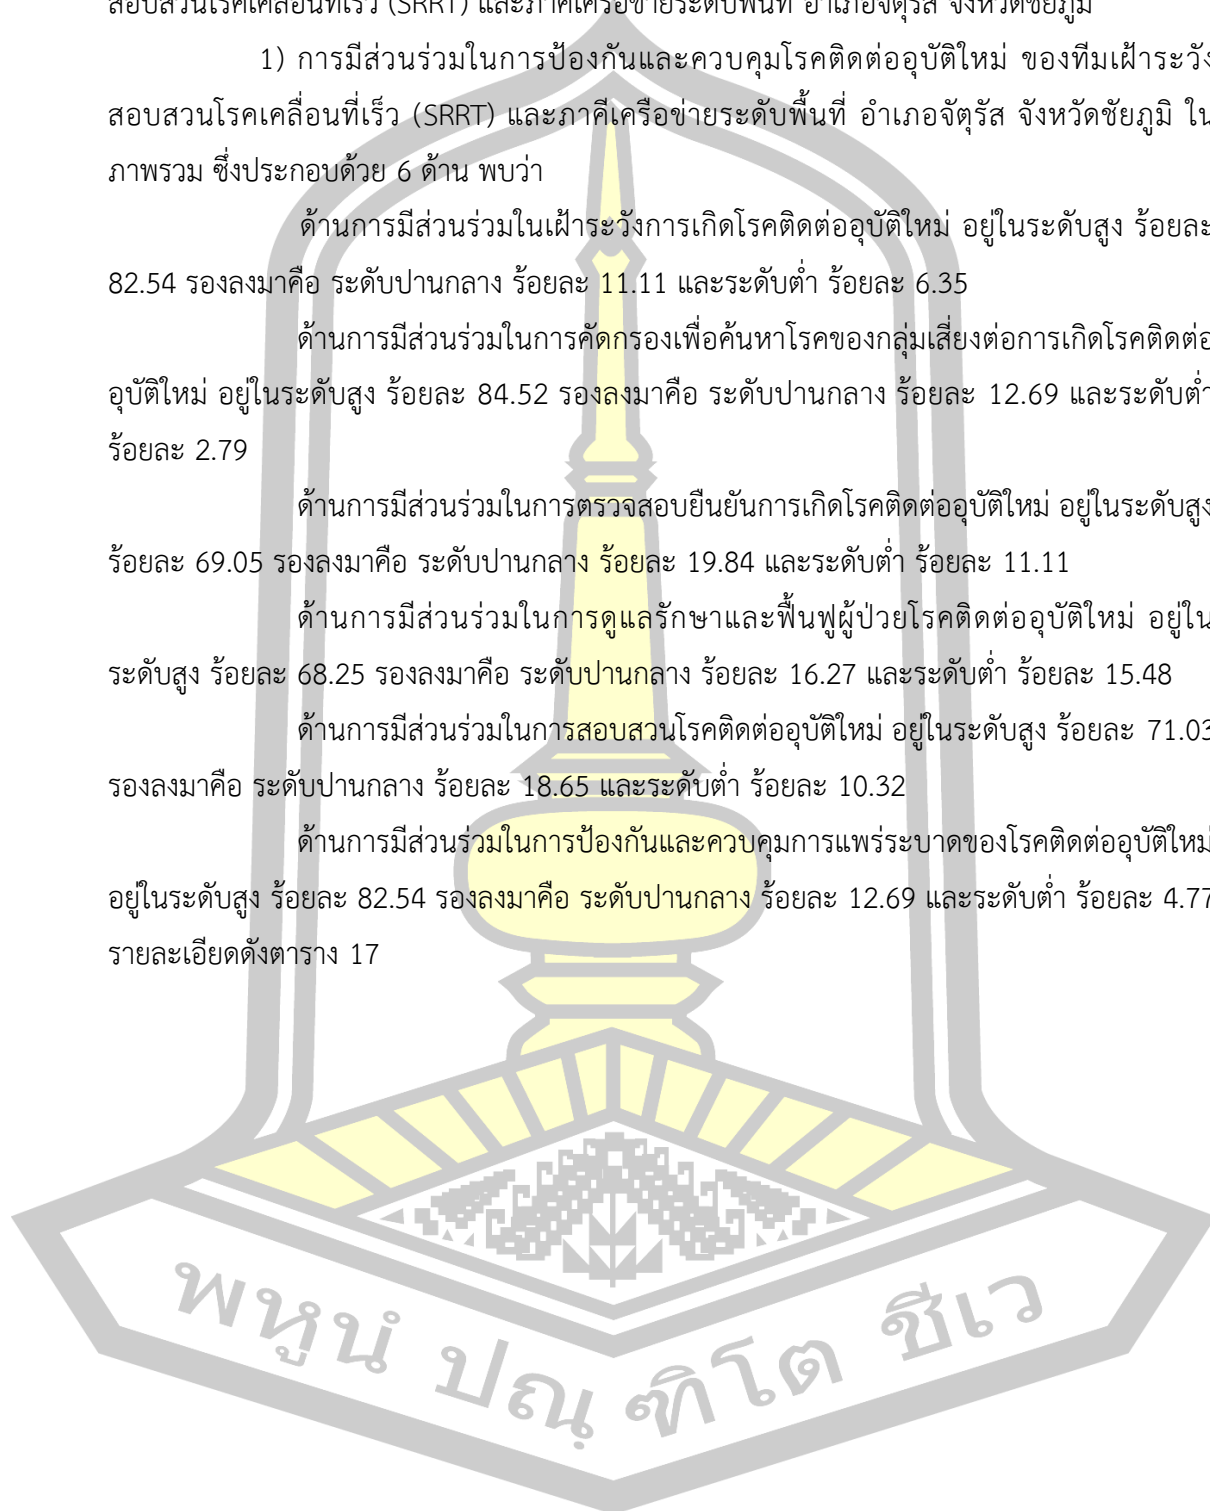 สอบสวนโรคเคลื่อนที่เร็ว (SRRT) และภาคีเครือข่ายระดับพื้นที่ อำเภอจัตุรัส จังหวัดชัยภูมิ
1) การมีส่วนร่วมในการป้องกันและควบคุมโรคติดต่ออุบัติใหม่ ของทีมเฝ้าระวัง
สอบสวนโรคเคลื่อนที่เร็ว (SRRT) และภาคีเครือข่ายระดับพื้นที่ อำเภอจัตุรัส จังหวัดชัยภูมิ ใน
ภาพรวม ซึ่งประกอบด้วย 6 ด้าน พบว่า
ด้านการมีส่วนร่วมในเฝ้าระวังการเกิดโรคติดต่ออุบัติใหม่ อยู่ในระดับสูง ร้อยละ
82.54 รองลงมาคือ ระดับปานกลาง ร้อยละ 11.11 และระดับต่ำ ร้อยละ 6.35
ด้านการมีส่วนร่วมในการคัดกรองเพื่อค้นหาโรคของกลุ่มเสี่ยงต่อการเกิดโรคติดต่อ
อุบัติใหม่ อยู่ในระดับสูง ร้อยละ 84.52 รองลงมาคือ ระดับปานกลาง ร้อยละ 12.69 และระดับต่ำ
ร้อยละ 2.79
ด้านการมีส่วนร่วมในการตรวจสอบยืนยันการเกิดโรคติดต่ออุบัติใหม่ อยู่ในระดับสูง
ร้อยละ 69.05 รองลงมาคือ ระดับปานกลาง ร้อยละ 19.84 และระดับต่ำ ร้อยละ 11.11
ด้านการมีส่วนร่วมในการดูแลรักษาและฟื้นฟูผู้ป่วยโรคติดต่ออุบัติใหม่ อยู่ใน
ระดับสูง ร้อยละ 68.25 รองลงมาคือ ระดับปานกลาง ร้อยละ 16.27 และระดับต่ำ ร้อยละ 15.48
ด้านการมีส่วนร่วมในการสอบสวนโรคติดต่ออุบัติใหม่ อยู่ในระดับสูง ร้อยละ 71.03
รองลงมาคือ ระดับปานกลาง ร้อยละ 18.65 และระดับต่ำ ร้อยละ 10.32
ด้านการมีส่วนร่วมในการป้องกันและควบคุมการแพร่ระบาดของโรคติดต่ออุบัติใหม่
อยู่ในระดับสูง ร้อยละ 82.54 รองลงมาคือ ระดับปานกลาง ร้อยละ 12.69 และระดับต่ำ ร้อยละ 4.77
รายละเอียดดังตาราง 17
พหูนํ ปณฺฑิโต ชีเว